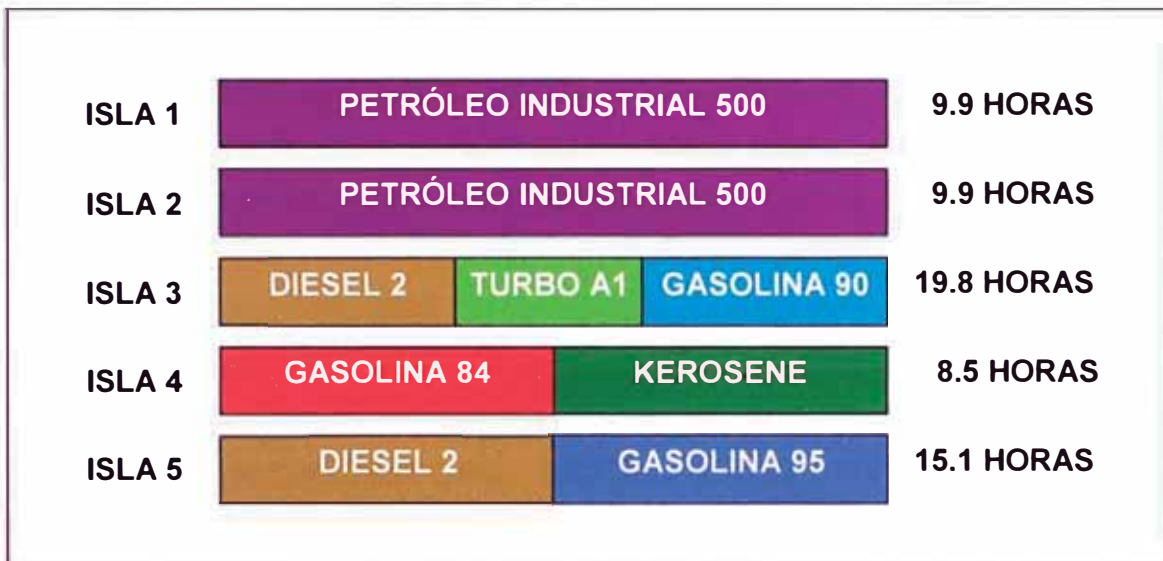 ISLA 1 PETRÓLEO INDUSTRIAL 500 9.9 HORAS
ISLA 2 PETRÓLEO INDUSTRIAL 500 9.9 HORAS
ISLA 3 DIESEL 2 TURBO A1 GASOLINA 90 19.8 HORAS
ISLA 4 GASOLINA 84 KEROSENE 8.5 HORAS
ISLA 5 DIESEL 2 GASOLINA 95 15.1 HORAS